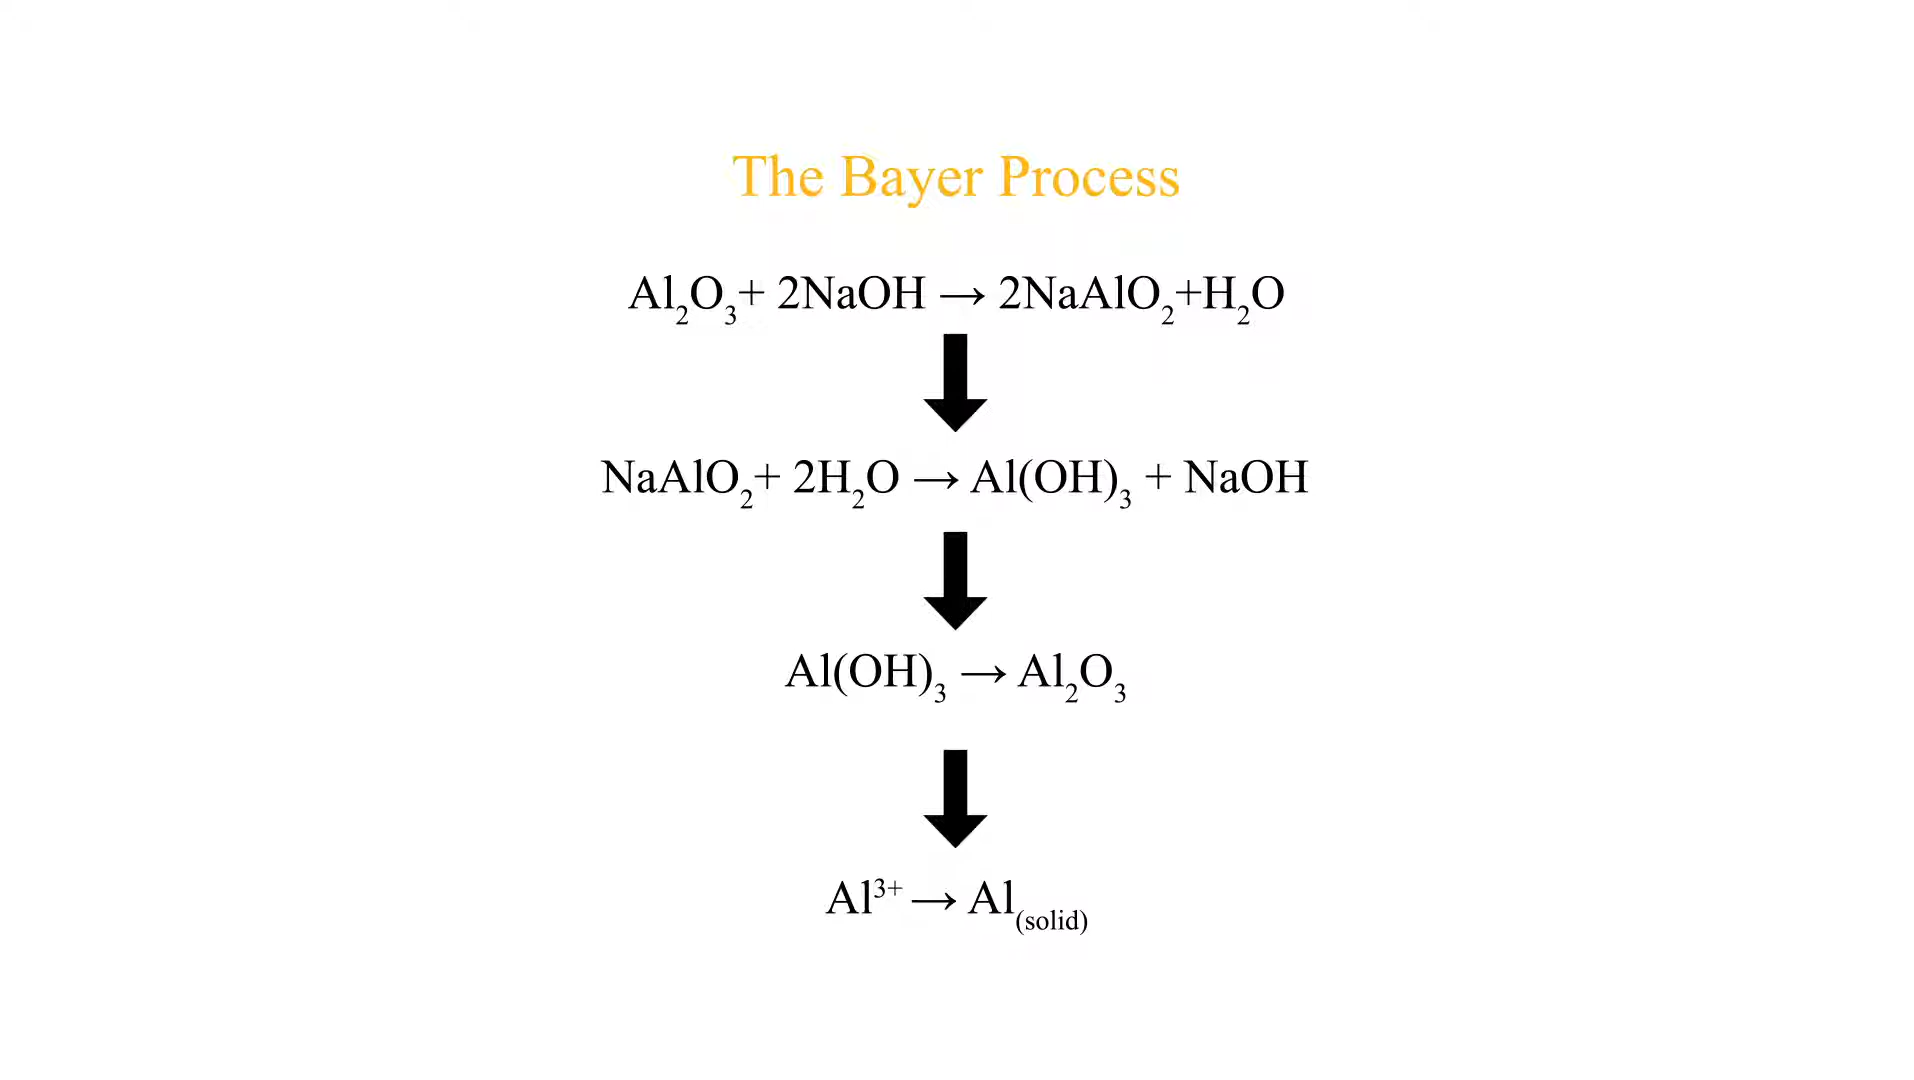 The Bayer Process
Al₂O₃+ 2NaOH → 2NaAlO₂+H₂O
NaAlO₂+ 2H₂O → Al(OH)₃ + NaOH
Al(OH)₃ → Al₂O₃
Al³⁺ → Al₍solid₎